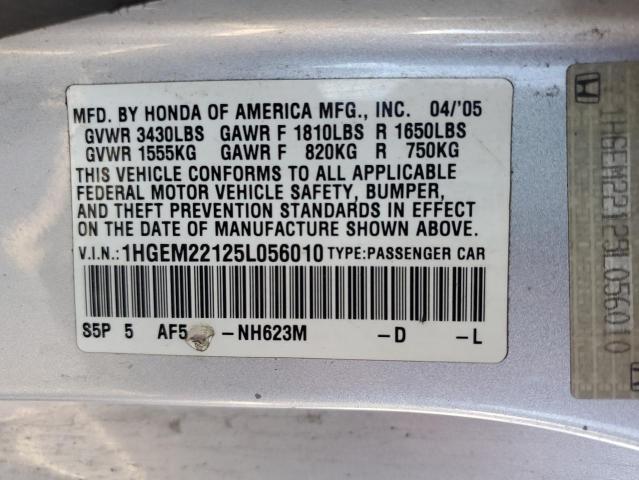 MFD. BY HONDA OF AMERICA MFG., INC. 04/'05
GVWR 3430LBS GAWR F 1810LBS R 1650LBS
GVWR 1555KG GAWR F 820KG R 750KG
THIS VEHICLE CONFORMS TO ALL APPLICABLE
FEDERAL MOTOR VEHICLE SAFETY, BUMPER,
AND THEFT PREVENTION STANDARDS IN EFFECT
ON THE DATE OF MANUFACTURE SHOWN ABOVE.
V.I.N.: 1HGEM22125L056010 TYPE:PASSENGER CAR
S5P 5 AF5 -NH623M -D -L